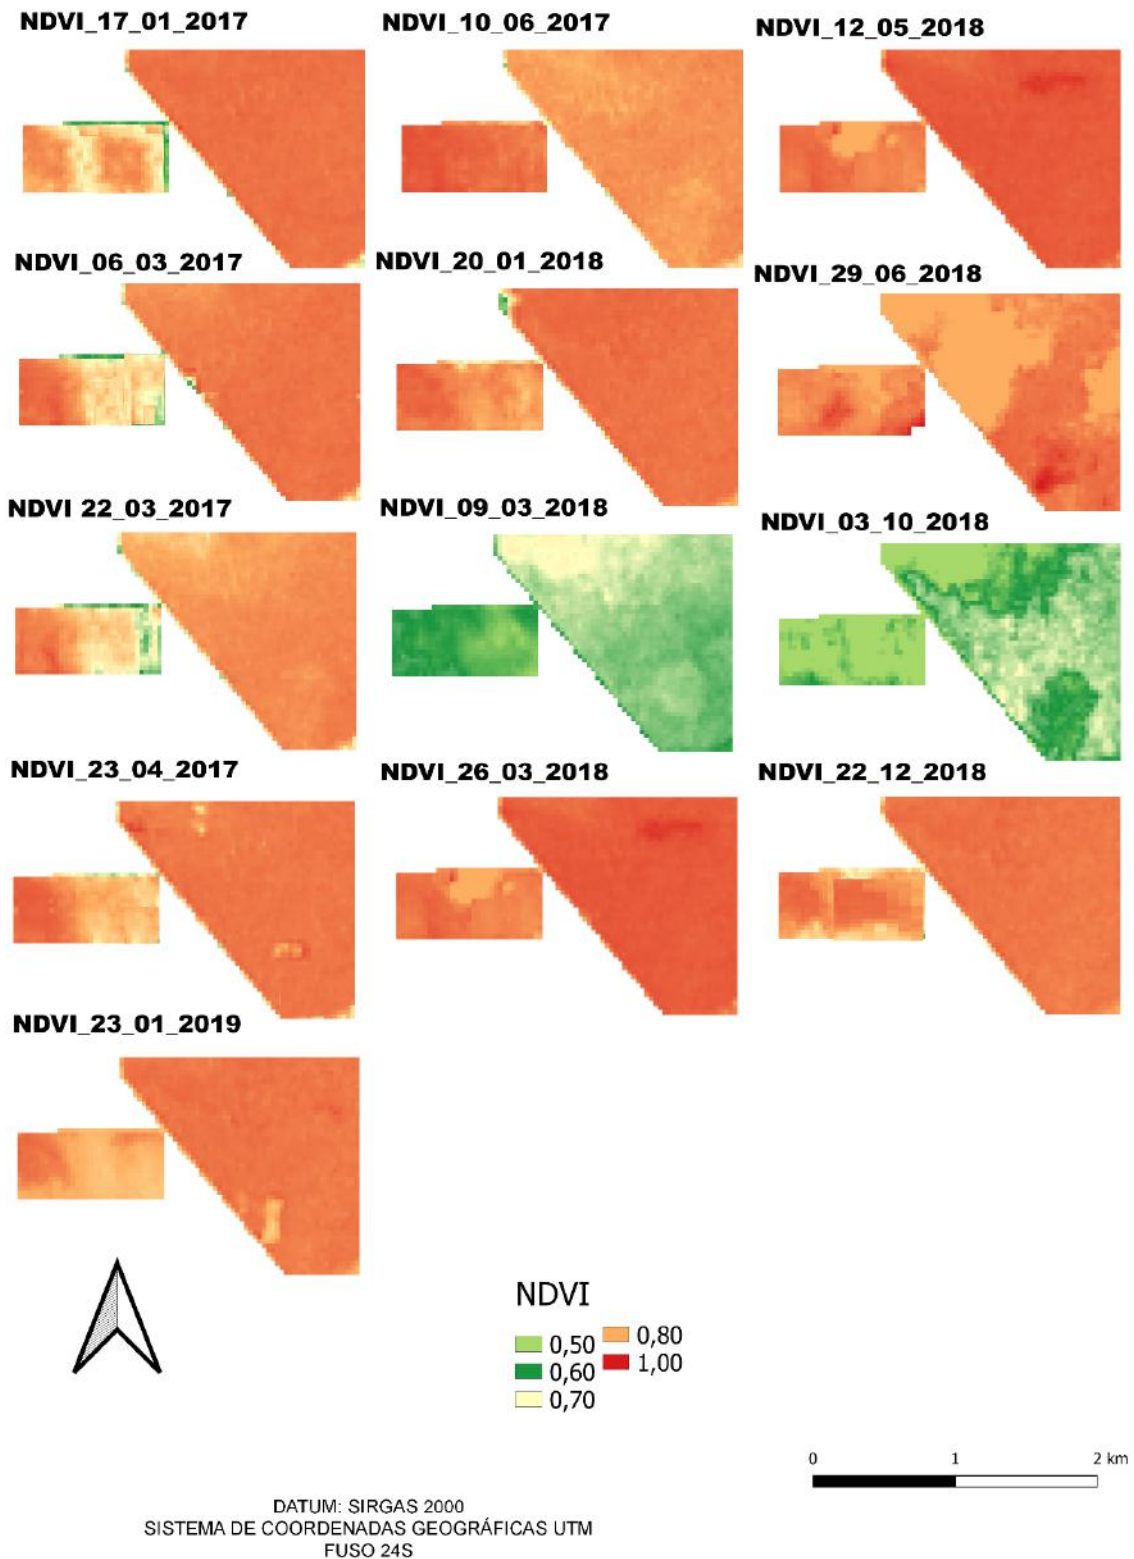 NDVI_17_01_2017
NDVI_10_06_2017
NDVI_12_05_2018
NDVI_06_03_2017
NDVI_20_01_2018
NDVI_29_06_2018
NDVI 22_03_2017
NDVI_09_03_2018
NDVI_03_10_2018
NDVI_23_04_2017
NDVI_26_03_2018
NDVI_22_12_2018
NDVI_23_01_2019
NDVI
0,50
0,60
0,70
0,80
1,00
0 1 2 km
DATUM: SIRGAS 2000
SISTEMA DE COORDENADAS GEOGRÁFICAS UTM
FUSO 24S